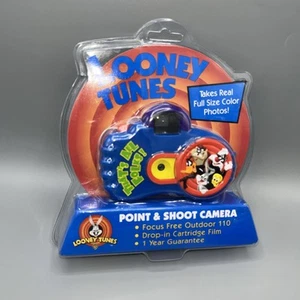 LOONEY
TUNES
Takes Real
Full Size Color
Photos!
THAT'S ALL
FOLKS!
POINT & SHOOT CAMERA
• Focus Free Outdoor 110
• Drop-in Cartridge Film
• 1 Year Guarantee
LOONEY TUNES